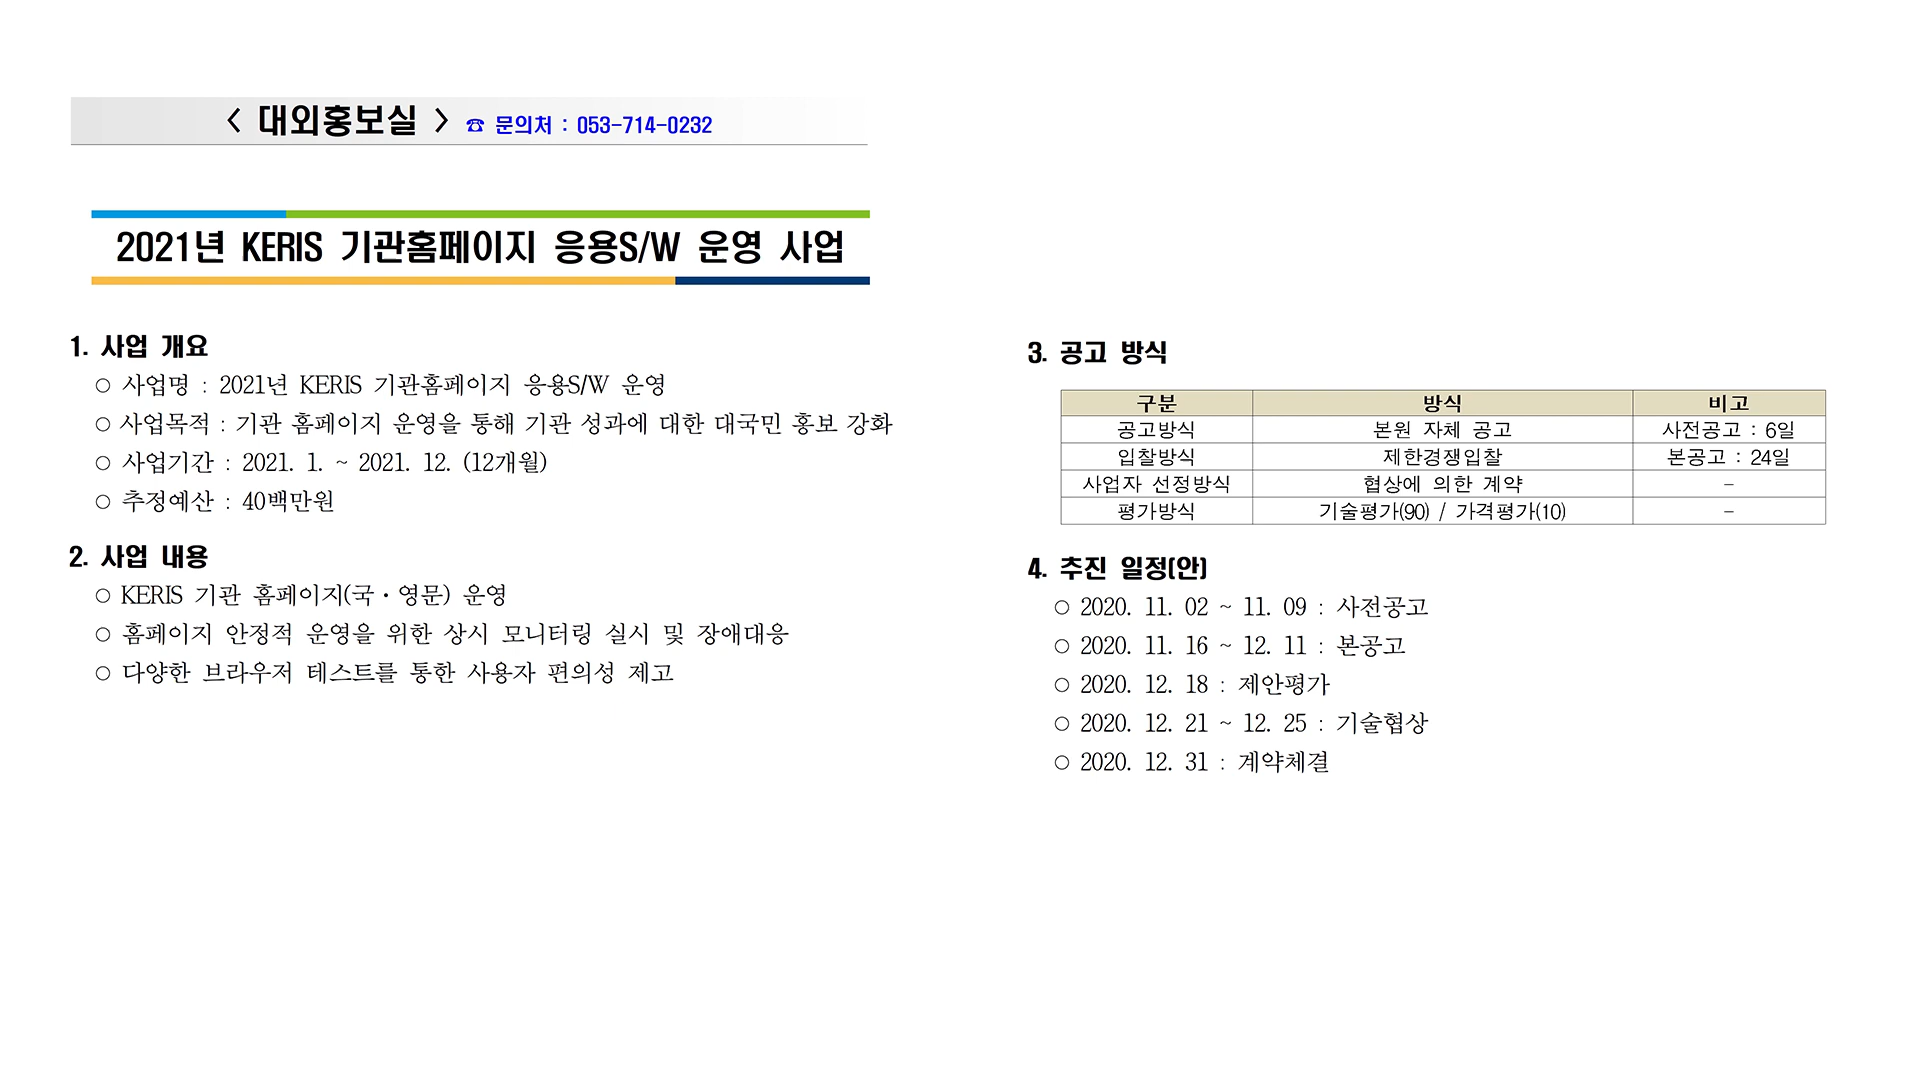 < 대외홍보실 > ☎ 문의처 : 053-714-0232
2021년 KERIS 기관홈페이지 응용S/W 운영 사업
1. 사업 개요
○ 사업명 : 2021년 KERIS 기관홈페이지 응용S/W 운영
○ 사업목적 : 기관 홈페이지 운영을 통해 기관 성과에 대한 대국민 홍보 강화
○ 사업기간 : 2021. 1. ~ 2021. 12. (12개월)
○ 추정예산 : 40백만원
2. 사업 내용
○ KERIS 기관 홈페이지(국·영문) 운영
○ 홈페이지 안정적 운영을 위한 상시 모니터링 실시 및 장애대응
○ 다양한 브라우저 테스트를 통한 사용자 편의성 제고
3. 공고 방식
구분 방식 비고
공고방식 본원 자체 공고 사전공고 : 6일
입찰방식 제한경쟁입찰 본공고 : 24일
사업자 선정방식 협상에 의한 계약 -
평가방식 기술평가(90) / 가격평가(10) -
4. 추진 일정(안)
○ 2020. 11. 02 ~ 11. 09 : 사전공고
○ 2020. 11. 16 ~ 12. 11 : 본공고
○ 2020. 12. 18 : 제안평가
○ 2020. 12. 21 ~ 12. 25 : 기술협상
○ 2020. 12. 31 : 계약체결